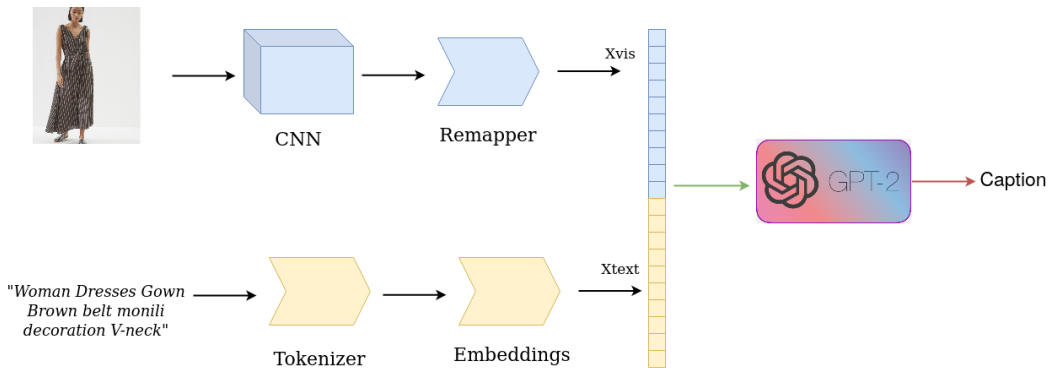 Xvis
CNN
Remapper
GPT-2
Caption
Xtext
"Woman Dresses Gown
Brown belt monili
decoration V-neck"
Tokenizer
Embeddings